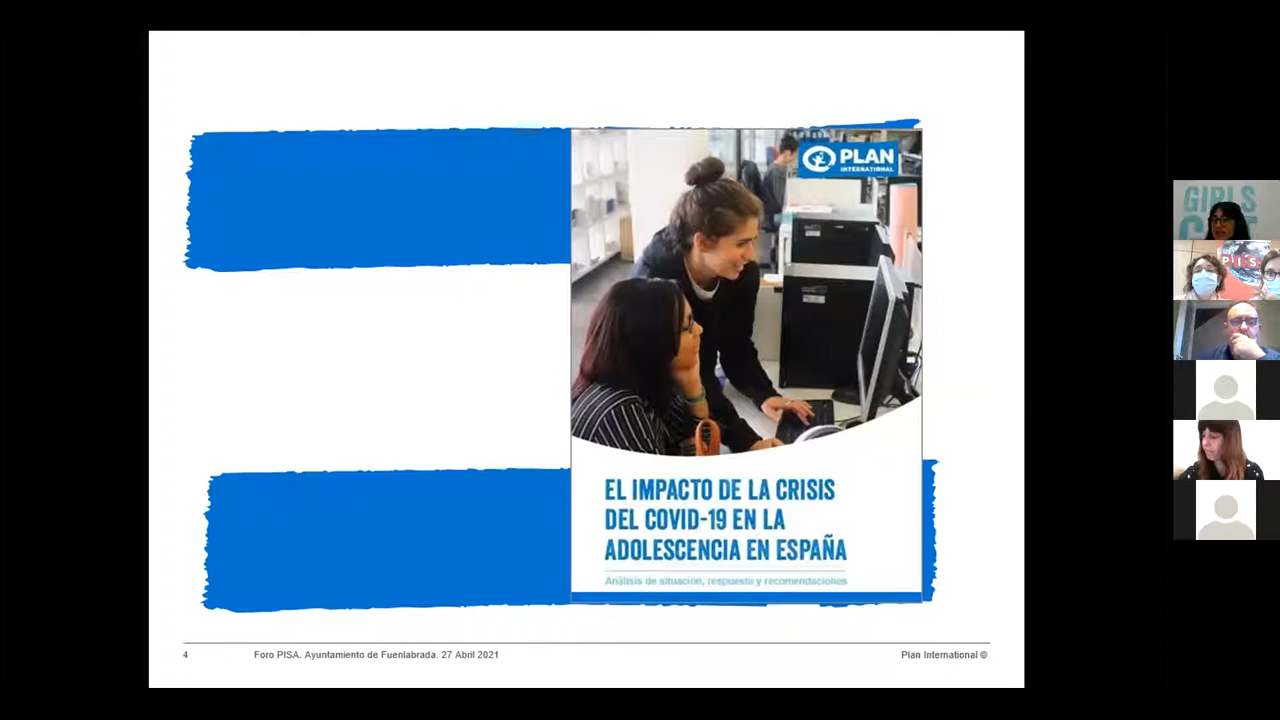 PLAN
INTERNATIONAL
EL IMPACTO DE LA CRISIS
DEL COVID-19 EN LA
ADOLESCENCIA EN ESPAÑA
Análisis de situación, respuesta y recomendaciones
4 Foro PISA. Ayuntamiento de Fuenlabrada. 27 Abril 2021 Plan International ©
GIRLS